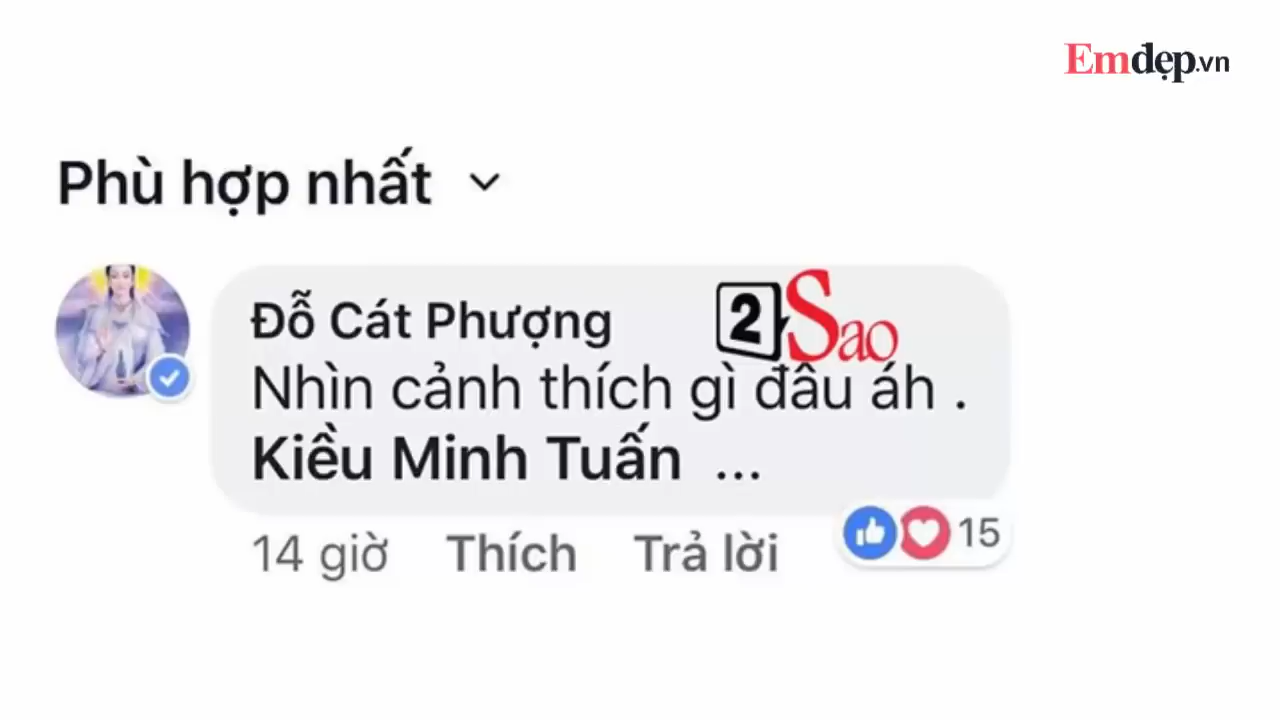 Emdẹp.vn
Phù hợp nhất
Đỗ Cát Phượng
2Sao
Nhìn cảnh thích gì đâu áh .
Kiều Minh Tuấn ...
14 giờ Thích Trả lời 15